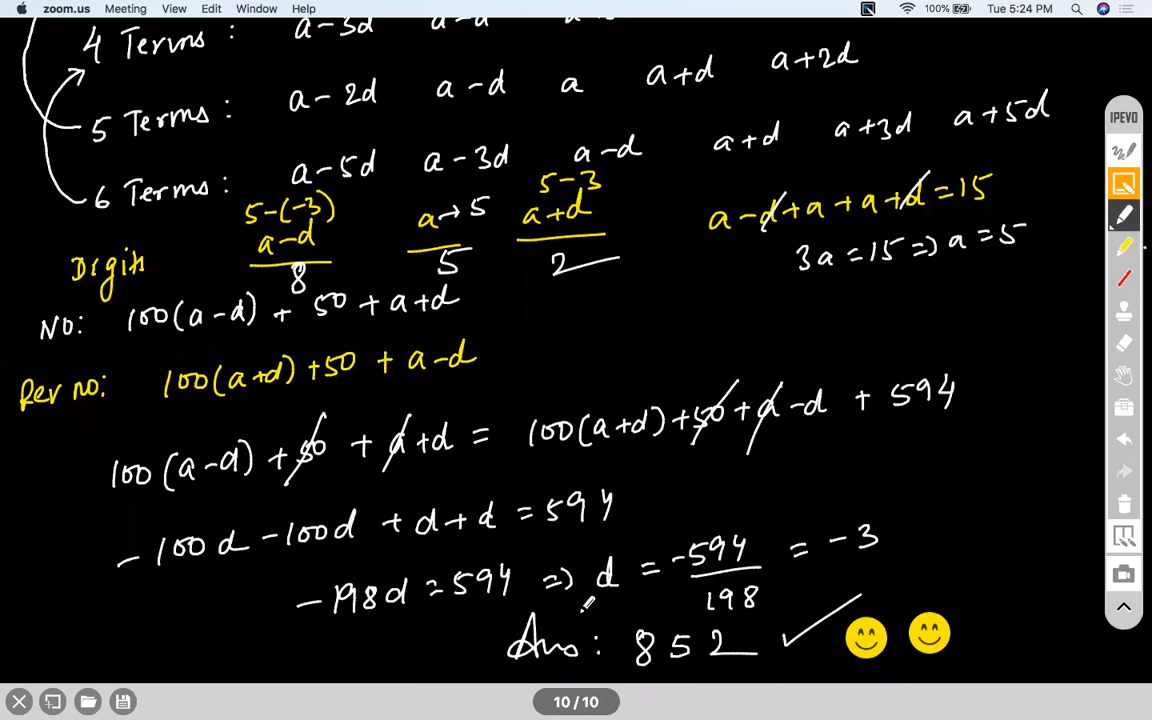 zoom.us Meeting View Edit Window Help 100% Tue 5:24 PM
4 Terms : a-3d a-d
5 Terms : a-2d a-d a a+d a+2d
6 Terms : a-5d a-3d a-d a+d a+3d a+5d
IPEVO
5-(-3) a→5 5-3
a-d a+d
a-d+a+a+d=15
3a=15⇒a=5
Digits 8 5 2
No: 100(a-d) + 50 + a+d
Rev no: 100(a+d) +50 + a-d
100(a-d) +50 + a+d = 100(a+d) +50+a-d + 594
-100d -100d + d+d = 594
-198d = 594 ⇒ d = -594/198 = -3
Ans: 852
10 / 10